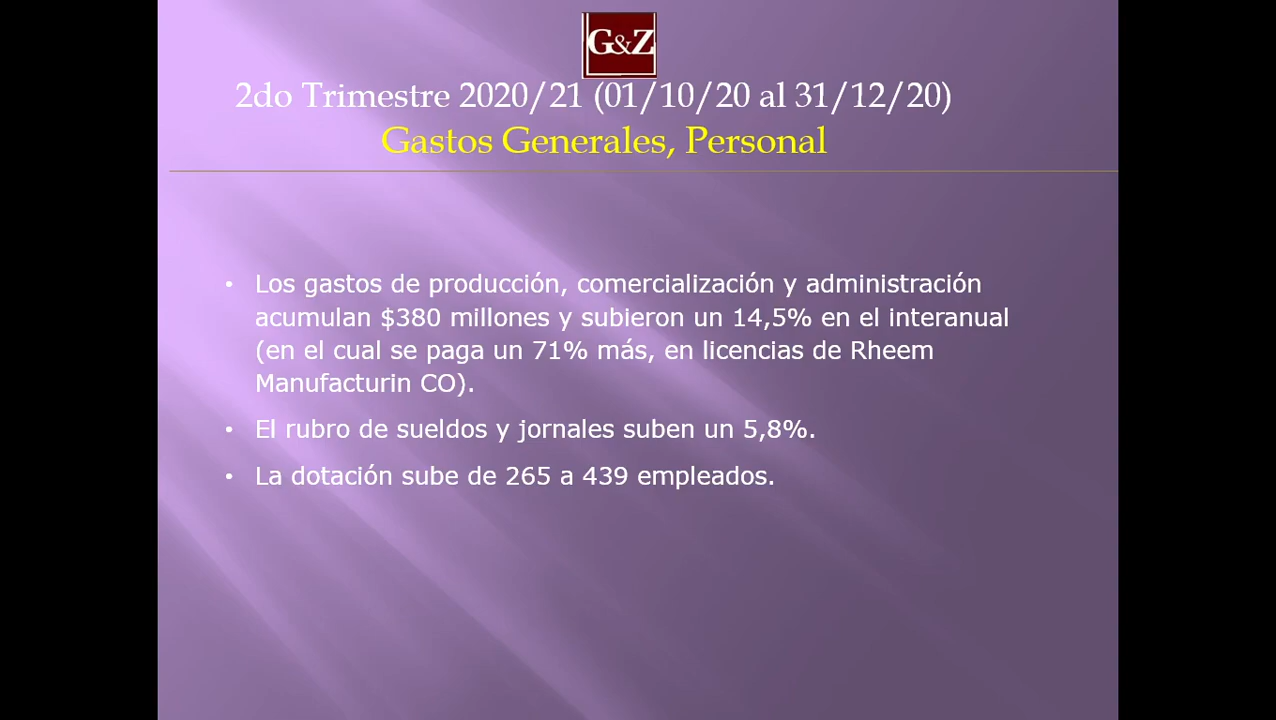 G&Z
2do Trimestre 2020/21 (01/10/20 al 31/12/20)
Gastos Generales, Personal
• Los gastos de producción, comercialización y administración
acumulan $380 millones y subieron un 14,5% en el interanual
(en el cual se paga un 71% más, en licencias de Rheem
Manufacturin CO).
• El rubro de sueldos y jornales suben un 5,8%.
• La dotación sube de 265 a 439 empleados.